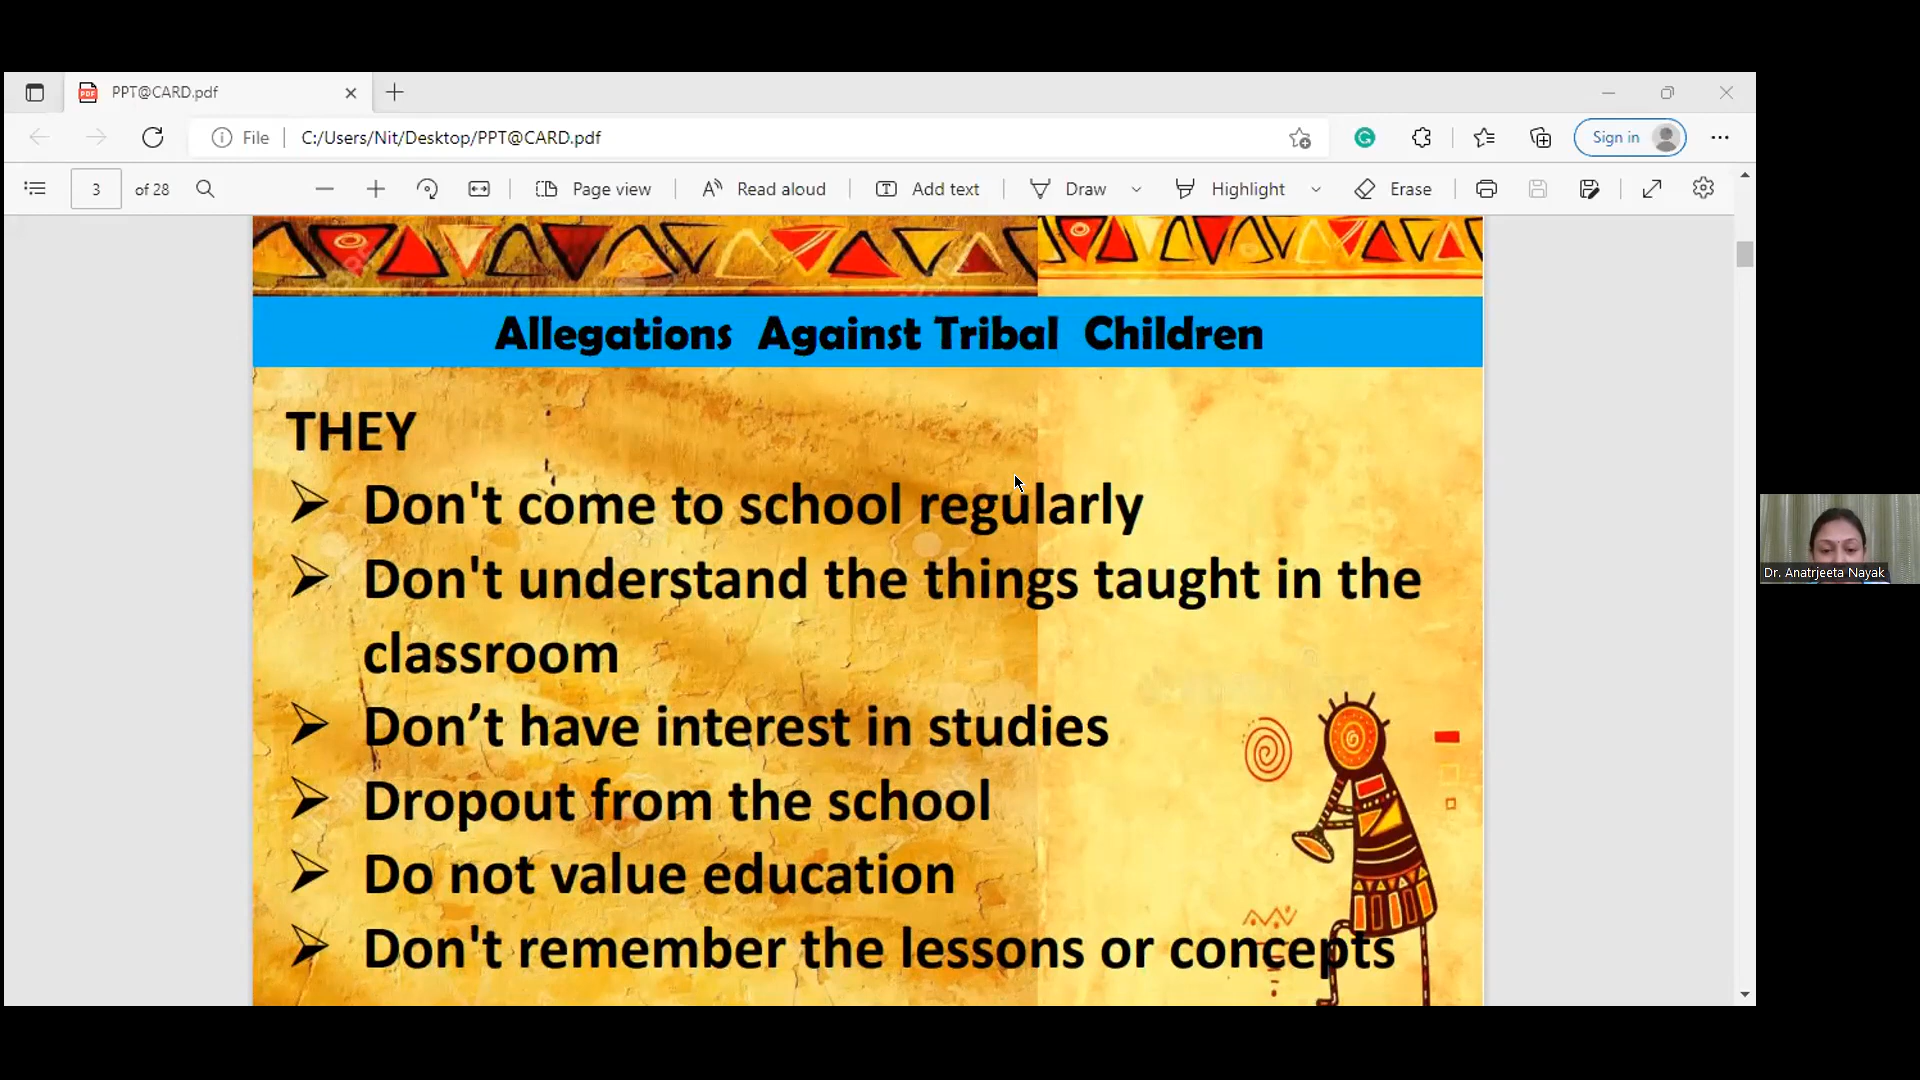 PPT@CARD.pdf
File C:/Users/Nit/Desktop/PPT@CARD.pdf Sign in
3 of 28 Page view Read aloud Add text Draw Highlight Erase
Allegations Against Tribal Children
THEY
Don't come to school regularly
Don't understand the things taught in the
classroom
Don’t have interest in studies
Dropout from the school
Do not value education
Don't remember the lessons or concepts
Dr. Anatrjeeta Nayak